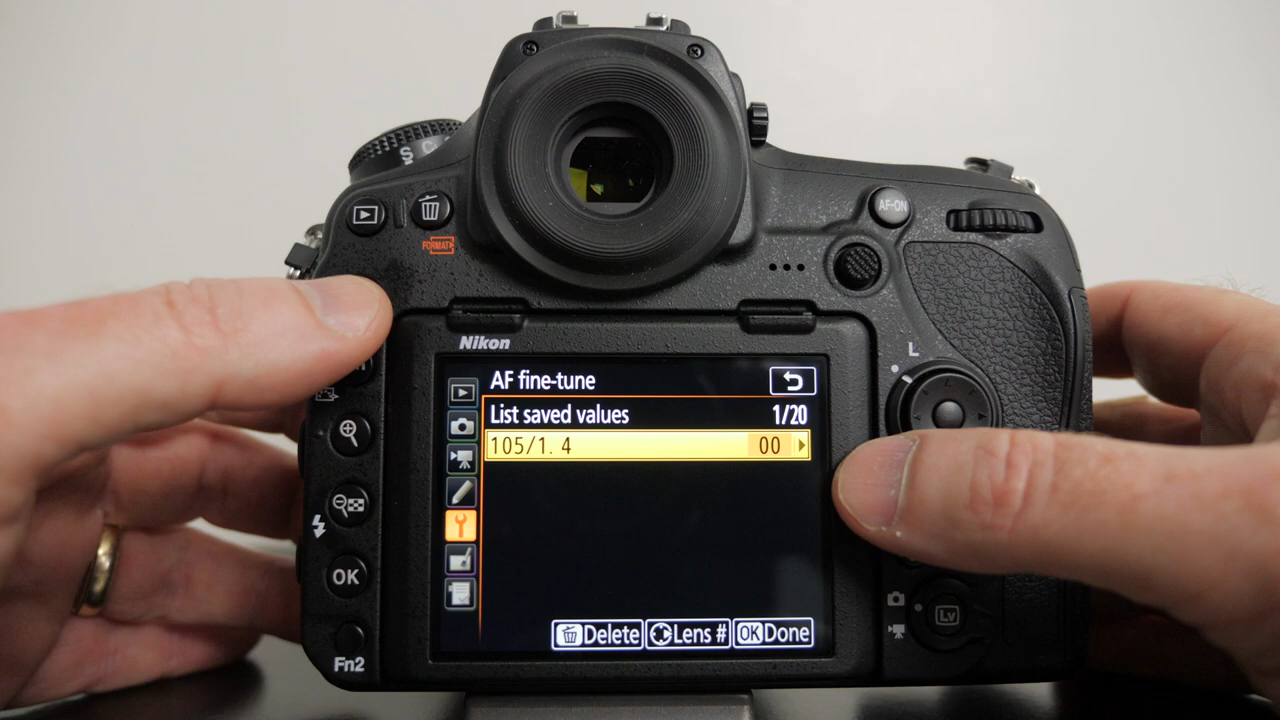 S C
FORMAT
AF-ON
Nikon
L
AF fine-tune
List saved values 1/20
105/1. 4 00
Delete Lens # OK Done
OK
Lv
Fn2